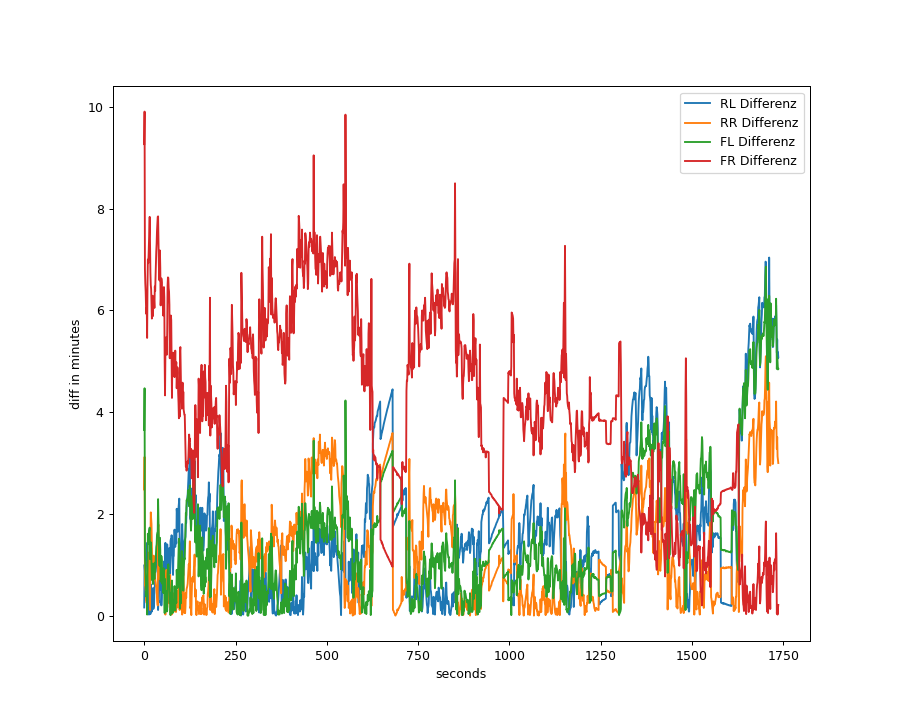 RL Differenz
RR Differenz
FL Differenz
FR Differenz
10
8
6
4
2
0
diff in minutes
0 250 500 750 1000 1250 1500 1750
seconds